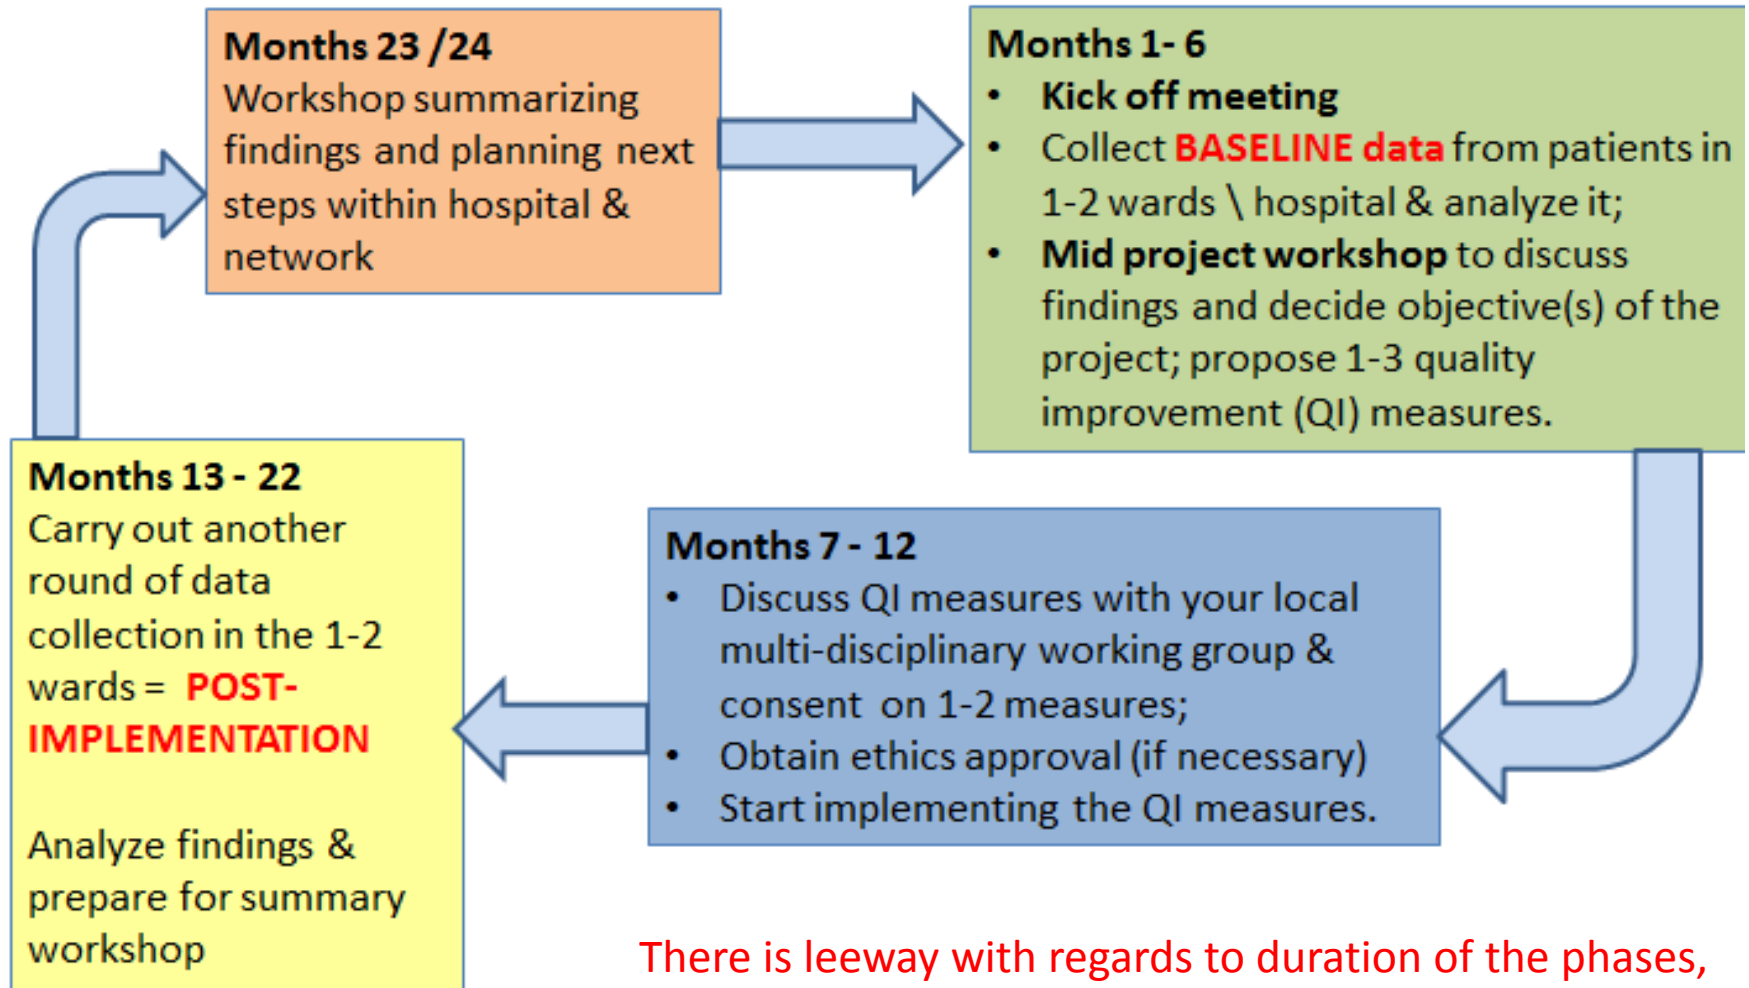 Months 23 /24
Workshop summarizing
findings and planning next
steps within hospital &
network
Months 1- 6
• Kick off meeting
• Collect BASELINE data from patients in
1-2 wards \ hospital & analyze it;
• Mid project workshop to discuss
findings and decide objective(s) of the
project; propose 1-3 quality
improvement (QI) measures.
Months 7 - 12
• Discuss QI measures with your local
multi-disciplinary working group &
consent on 1-2 measures;
• Obtain ethics approval (if necessary)
• Start implementing the QI measures.
Months 13 - 22
Carry out another
round of data
collection in the 1-2
wards = POST-
IMPLEMENTATION
Analyze findings &
prepare for summary
workshop
There is leeway with regards to duration of the phases,